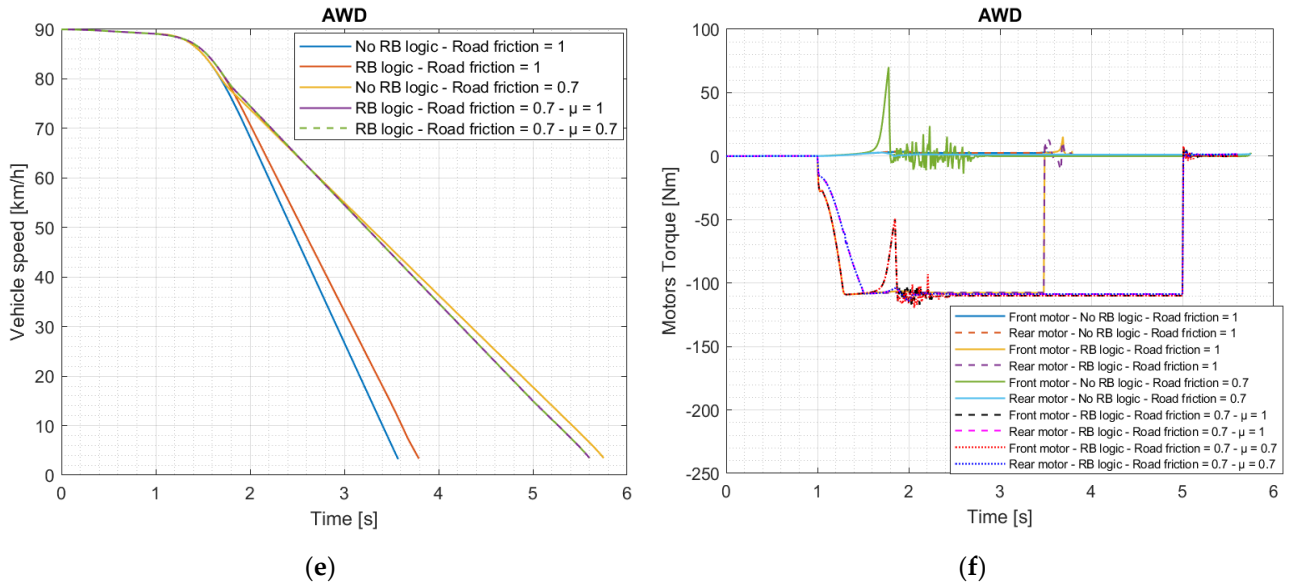 AWD
90
80
70
60
50
40
30
20
10
0
Vehicle speed [km/h]
No RB logic - Road friction = 1
RB logic - Road friction = 1
No RB logic - Road friction = 0.7
RB logic - Road friction = 0.7 - μ = 1
RB logic - Road friction = 0.7 - μ = 0.7
0 1 2 3 4 5 6
Time [s]
(e)
AWD
100
50
0
-50
-100
-150
-200
-250
Motors Torque [Nm]
Front motor - No RB logic - Road friction = 1
Rear motor - No RB logic - Road friction = 1
Front motor - RB logic - Road friction = 1
Rear motor - RB logic - Road friction = 1
Front motor - No RB logic - Road friction = 0.7
Rear motor - No RB logic - Road friction = 0.7
Front motor - RB logic - Road friction = 0.7 - μ = 1
Rear motor - RB logic - Road friction = 0.7 - μ = 1
Front motor - RB logic - Road friction = 0.7 - μ = 0.7
Rear motor - RB logic - Road friction = 0.7 - μ = 0.7
0 1 2 3 4 5 6
Time [s]
(f)